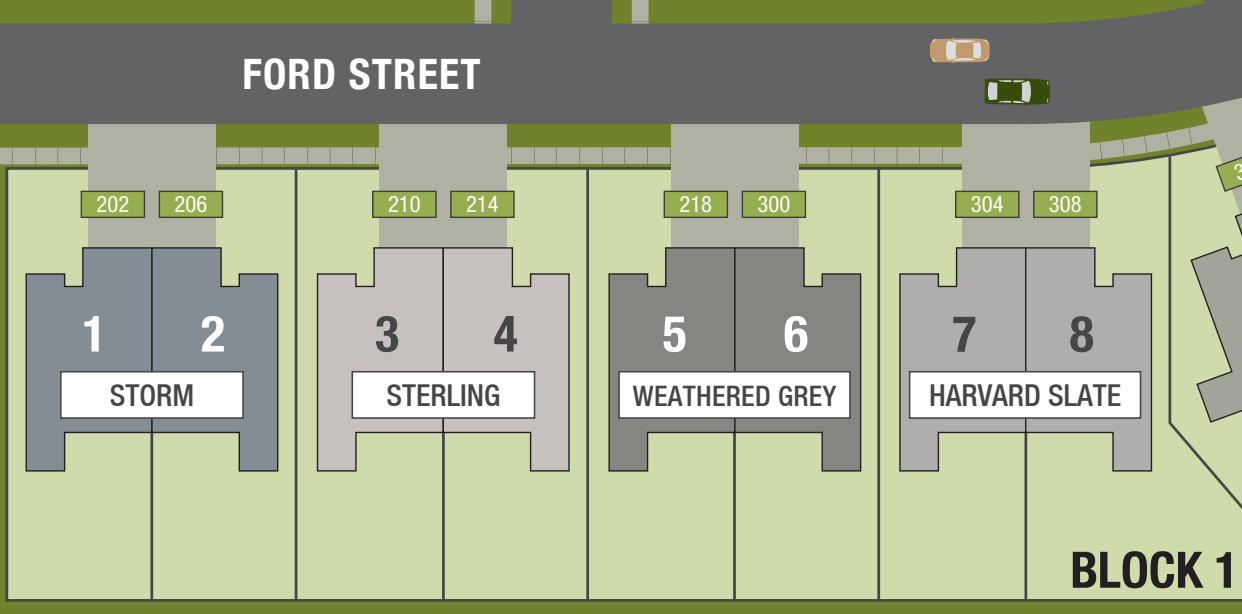 FORD STREET
202 206 210 214 218 300 304 308
1 2 3 4 5 6 7 8
STORM STERLING WEATHERED GREY HARVARD SLATE
BLOCK 1